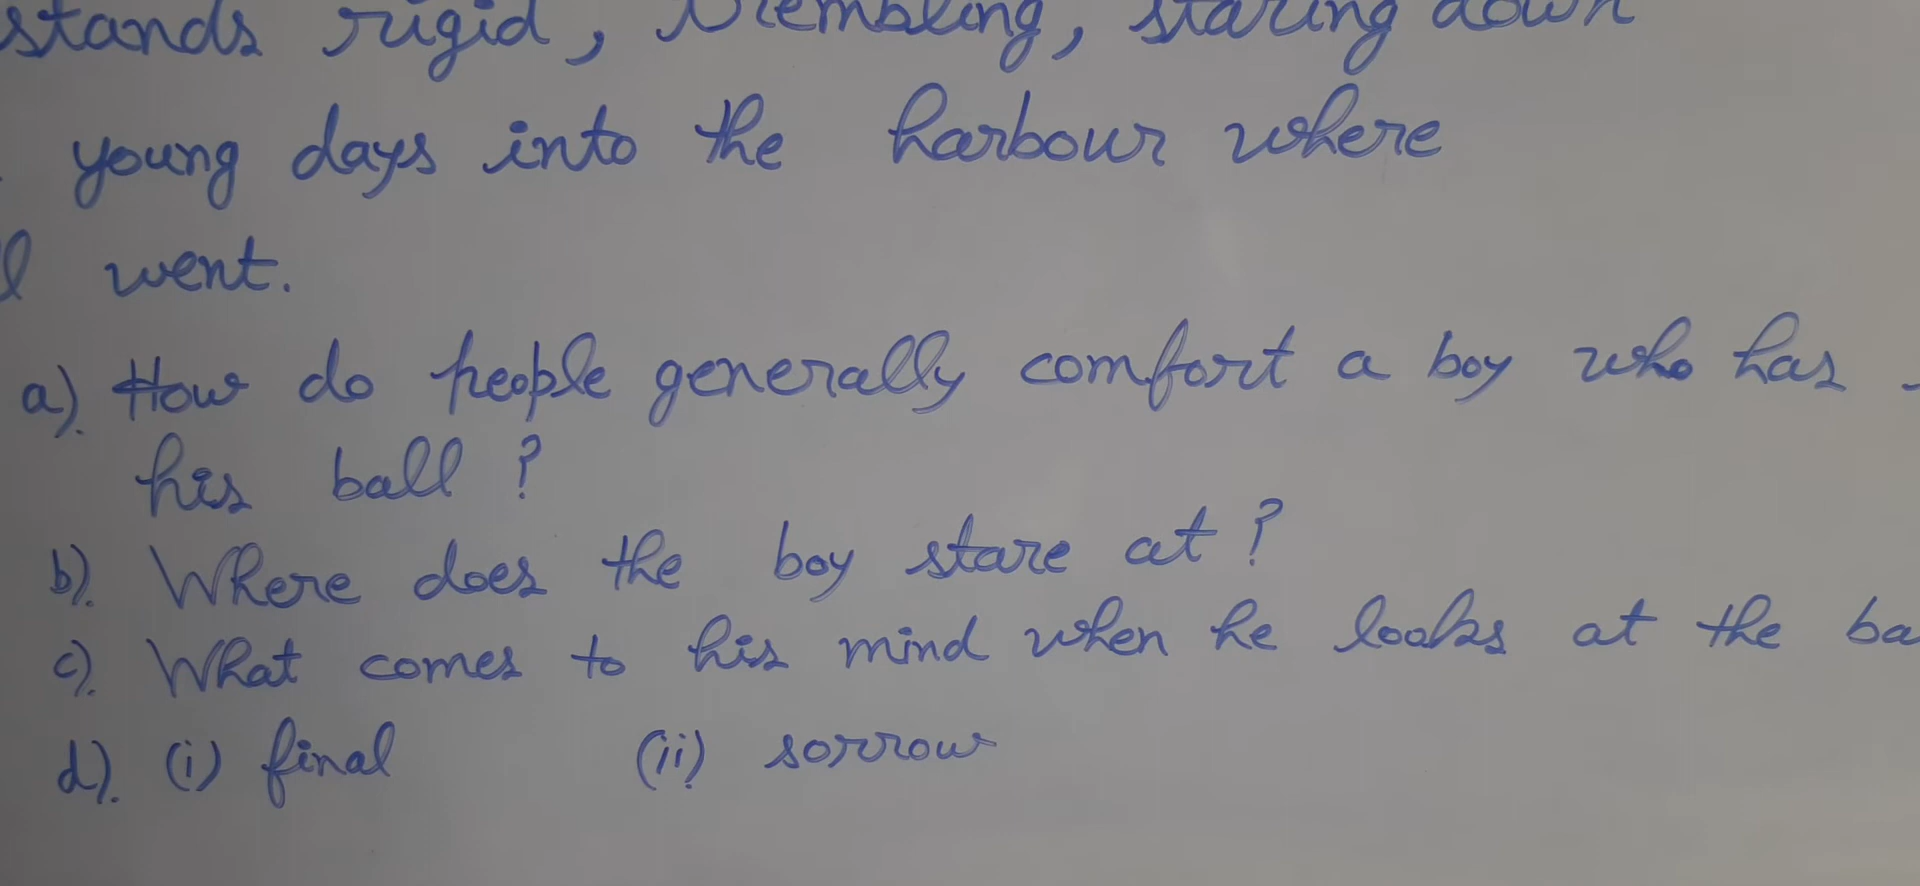 stands rigid, trembling, staring down
young days into the harbour where
went.
a). How do people generally comfort a boy who has
his ball ?
b). Where does the boy stare at ?
c). What comes to his mind when he looks at the ba
d). (i) final (ii) sorrow